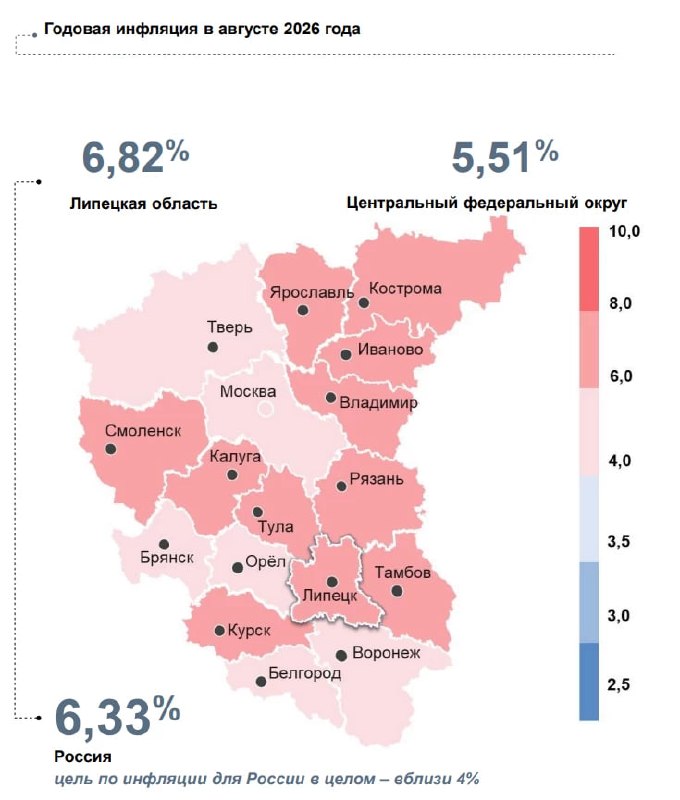 Годовая инфляция в августе 2026 года
6,82%
5,51%
Липецкая область
Центральный федеральный округ
10,0
8,0
6,0
4,0
3,5
3,0
2,5
Ярославль
Кострома
Тверь
Иваново
Москва
Владимир
Смоленск
Калуга
Рязань
Тула
Брянск
Орёл
Липецк
Тамбов
Курск
Воронеж
Белгород
6,33%
Россия
цель по инфляции для России в целом – вблизи 4%